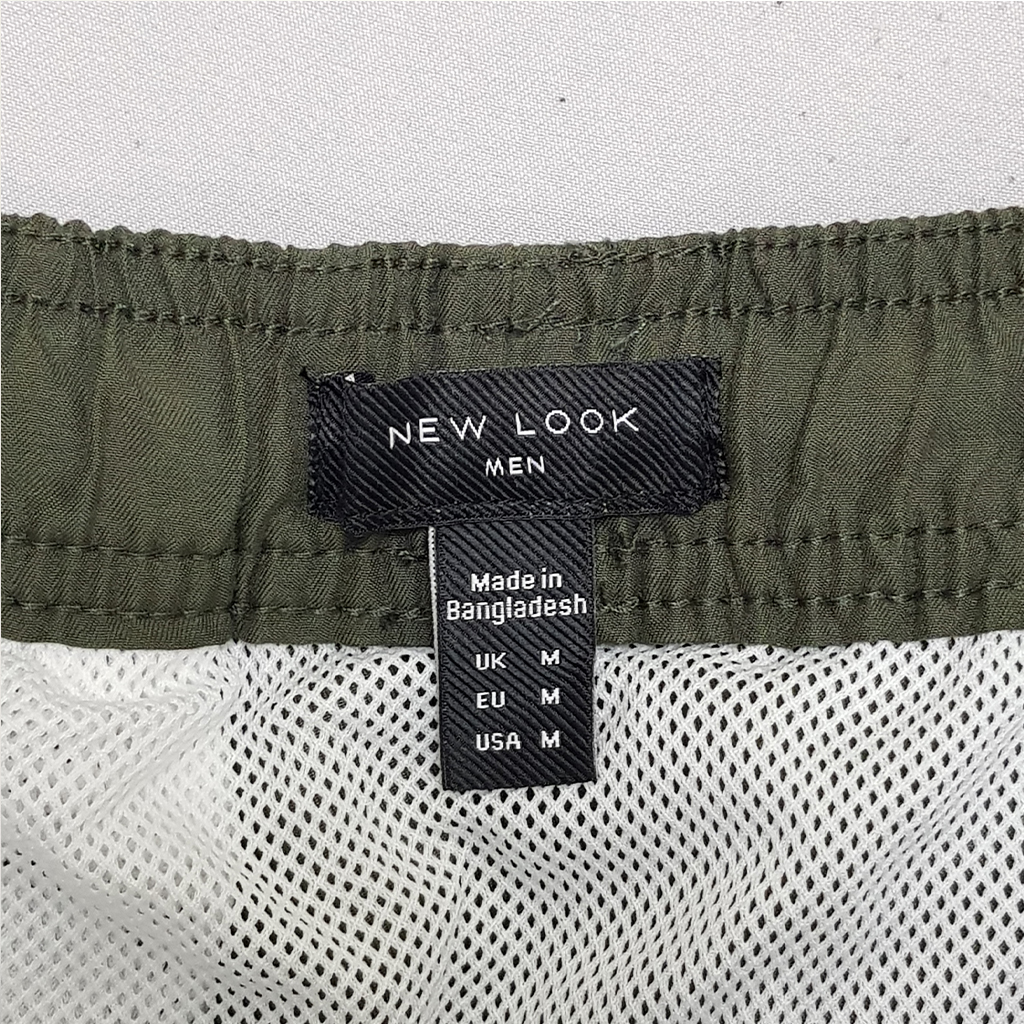 NEW LOOK
MEN
Made in
Bangladesh
UK M
EU M
USA M